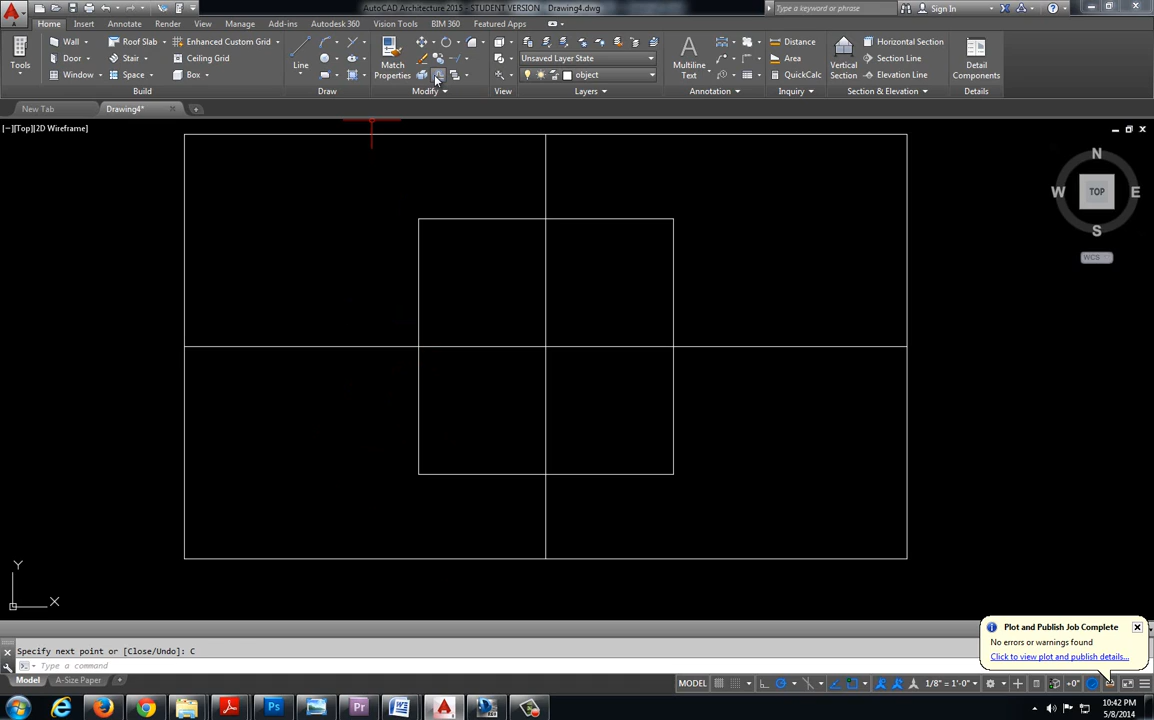 AutoCAD Architecture 2015 - STUDENT VERSION Drawing4.dwg
Type a keyword or phrase
Sign In
Home Insert Annotate Render View Manage Add-ins Autodesk 360 Vision Tools BIM 360 Featured Apps
Wall Roof Slab Enhanced Custom Grid
Door Stair Ceiling Grid
Window Space Box
Tools
Line
Match Properties
Unsaved Layer State
object
Multiline Text
Distance
Area
QuickCalc
Vertical Section
Horizontal Section
Section Line
Elevation Line
Detail Components
Build Draw Modify View Layers Annotation Inquiry Section & Elevation Details
New Tab Drawing4*
[−][Top][2D Wireframe]
N
W TOP E
S
WCS
Y
X
Plot and Publish Job Complete
No errors or warnings found
Click to view plot and publish details...
Specify next point or [Close/Undo]: C
Type a command
Model A-Size Paper
MODEL 1/8" = 1'-0" +0"
10:42 PM
5/8/2014